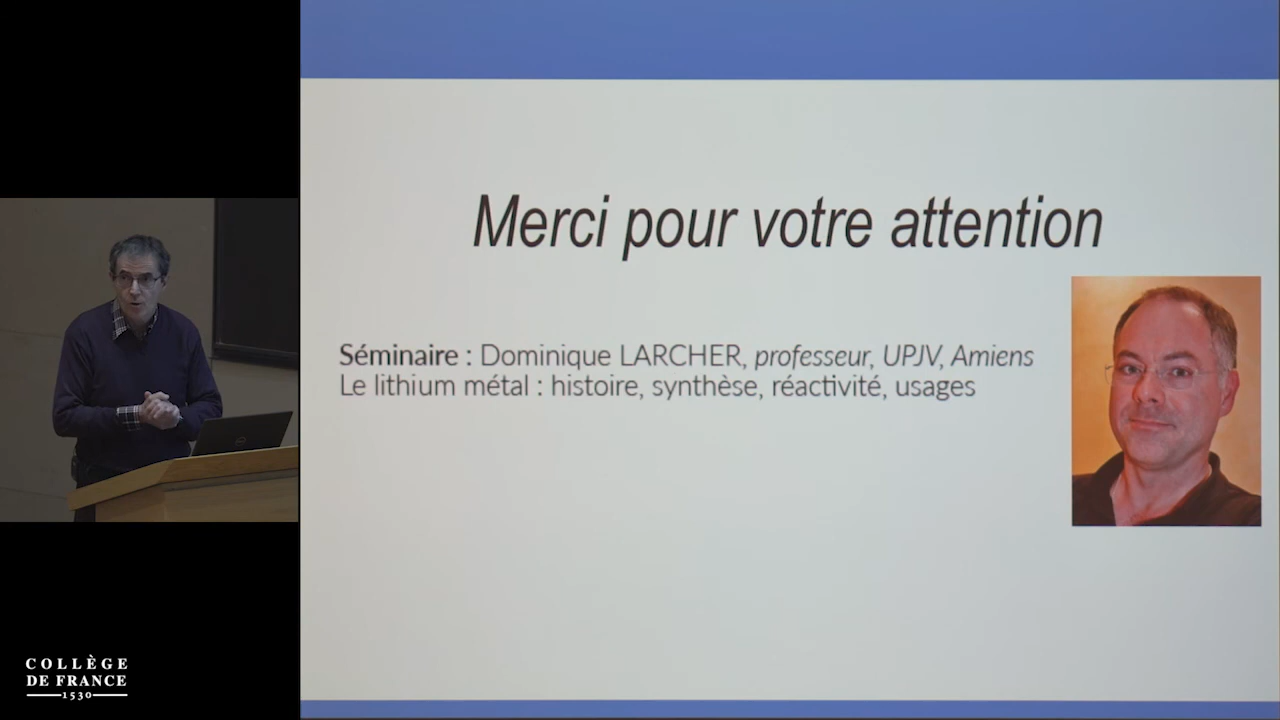 Merci pour votre attention
Séminaire : Dominique LARCHER, professeur, UPJV, Amiens
Le lithium métal : histoire, synthèse, réactivité, usages
COLLÈGE
DE FRANCE
1530